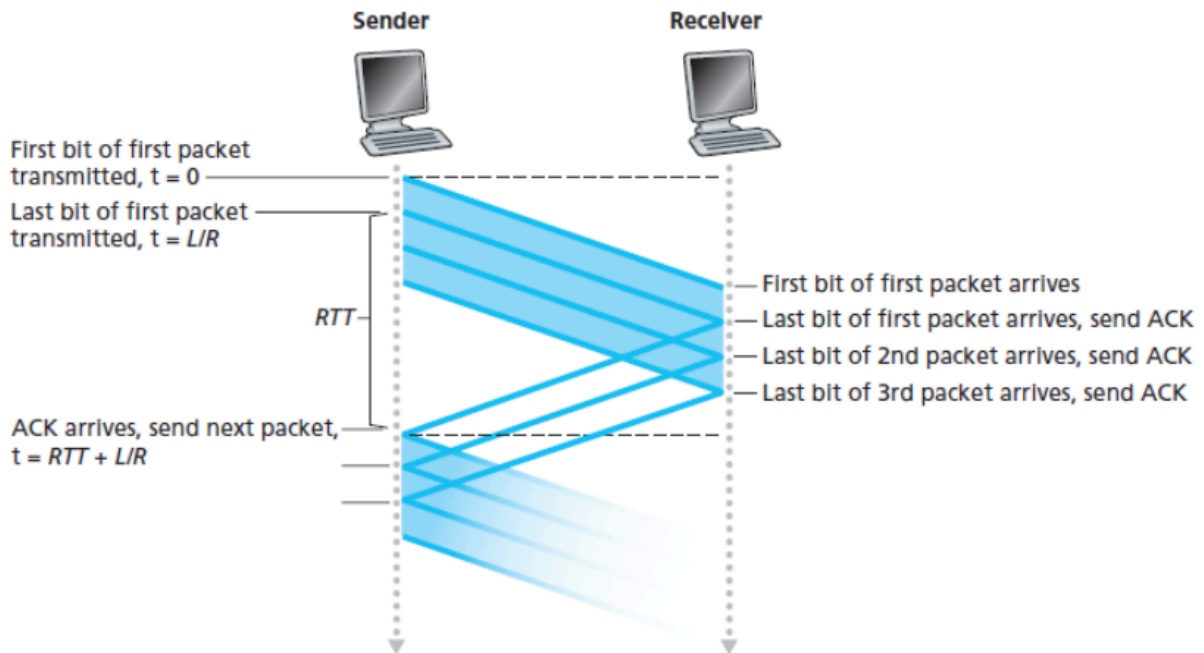 Sender
Receiver
First bit of first packet
transmitted, t = 0
Last bit of first packet
transmitted, t = L/R
RTT
ACK arrives, send next packet,
t = RTT + L/R
First bit of first packet arrives
Last bit of first packet arrives, send ACK
Last bit of 2nd packet arrives, send ACK
Last bit of 3rd packet arrives, send ACK